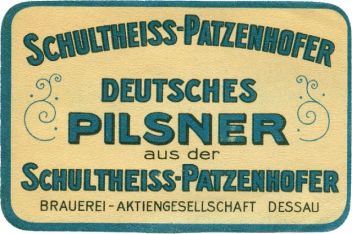 SCHULTHEISS-PATZENHOFER
DEUTSCHES
PILSNER
aus der
SCHULTHEISS-PATZENHOFER
BRAUEREI-AKTIENGESELLSCHAFT DESSAU